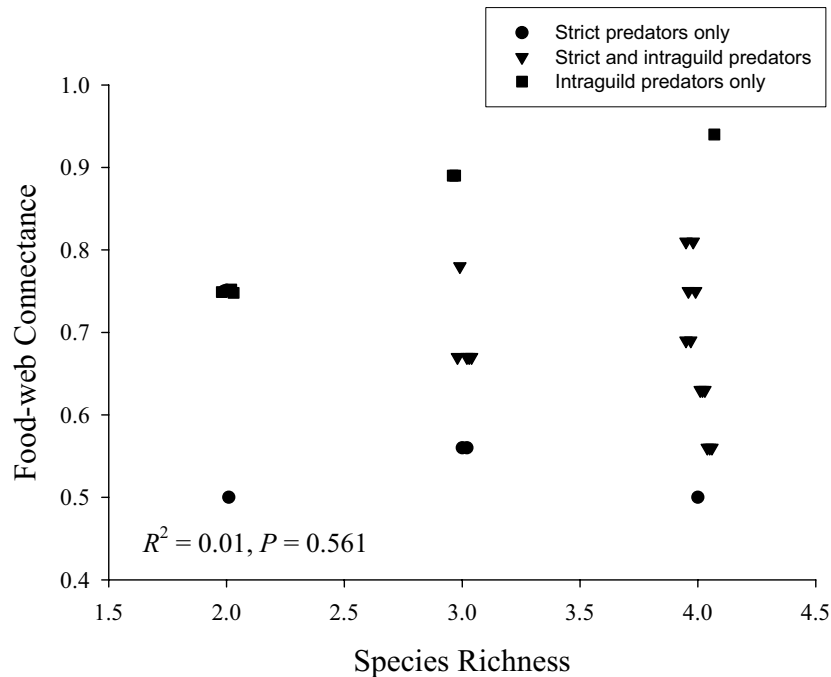 Strict predators only
Strict and intraguild predators
Intraguild predators only
1.0
0.9
0.8
0.7
0.6
0.5
0.4
Food-web Connectance
R² = 0.01, P = 0.561
1.5 2.0 2.5 3.0 3.5 4.0 4.5
Species Richness